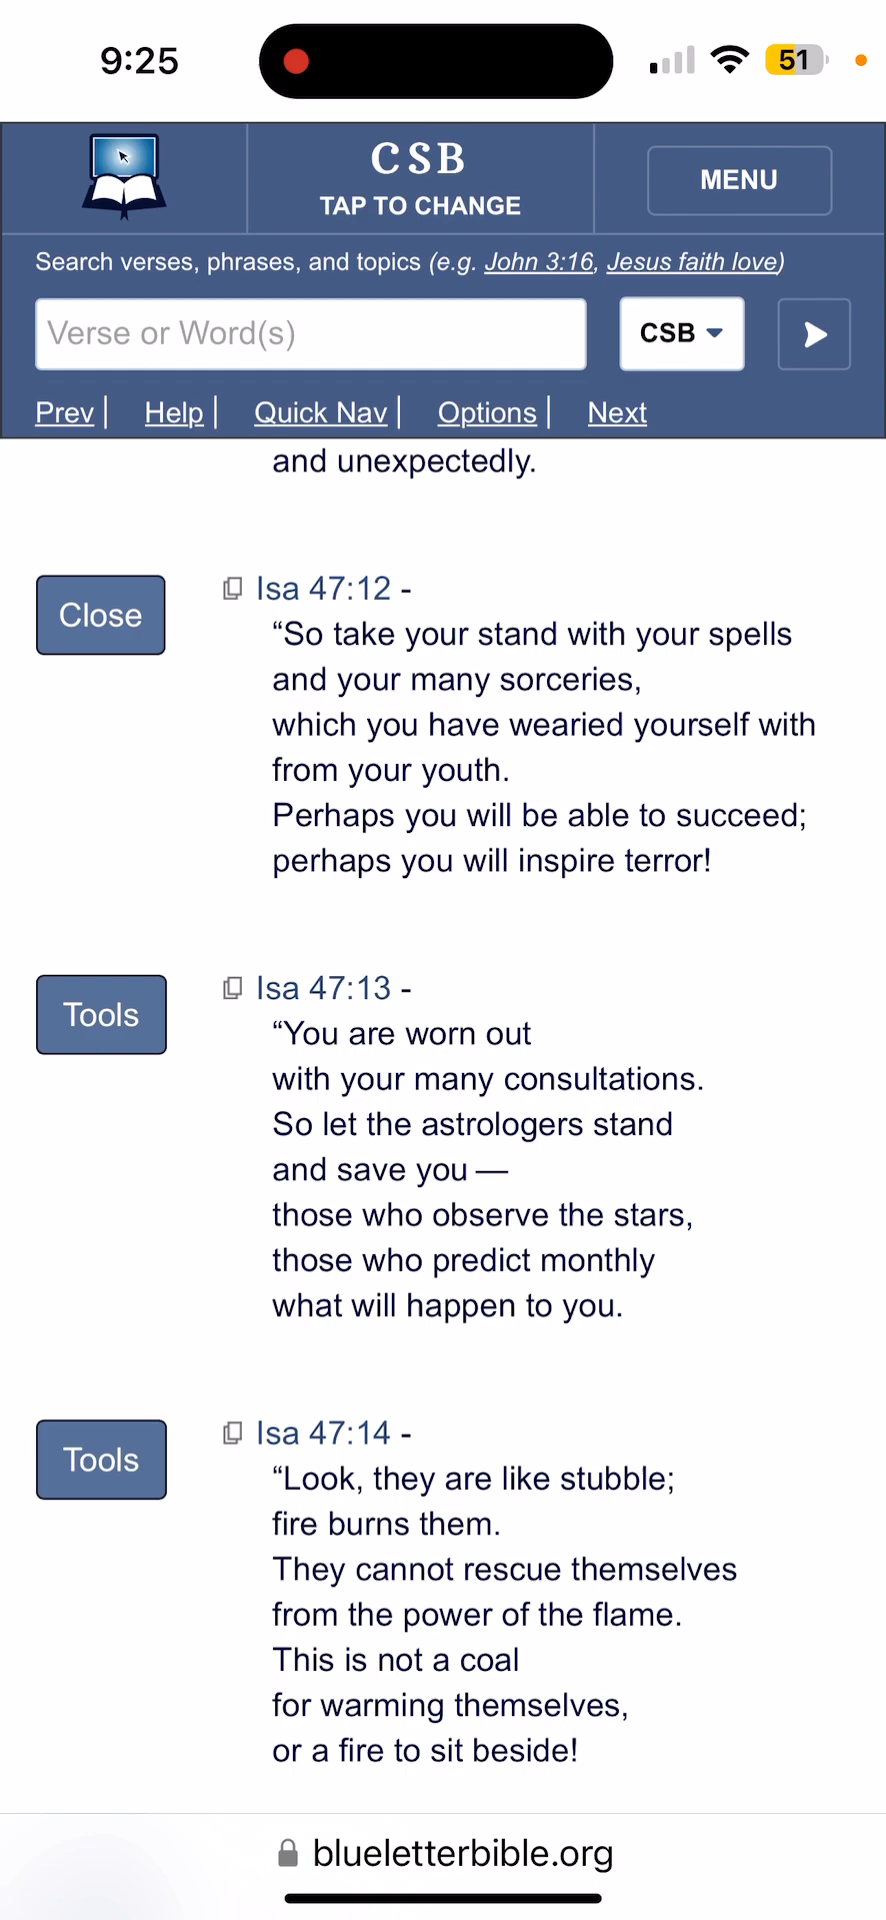 9:25
51
CSB
TAP TO CHANGE
MENU
Search verses, phrases, and topics (e.g. John 3:16, Jesus faith love)
Verse or Word(s)
CSB
Prev | Help | Quick Nav | Options | Next
and unexpectedly.
Close
Isa 47:12 -
“So take your stand with your spells
and your many sorceries,
which you have wearied yourself with
from your youth.
Perhaps you will be able to succeed;
perhaps you will inspire terror!
Tools
Isa 47:13 -
“You are worn out
with your many consultations.
So let the astrologers stand
and save you —
those who observe the stars,
those who predict monthly
what will happen to you.
Tools
Isa 47:14 -
“Look, they are like stubble;
fire burns them.
They cannot rescue themselves
from the power of the flame.
This is not a coal
for warming themselves,
or a fire to sit beside!
blueletterbible.org